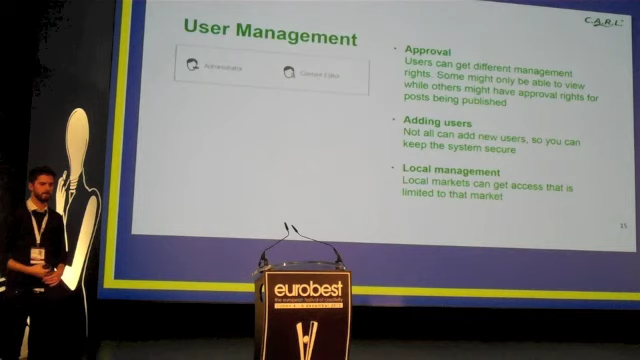 User Management
C.A.R.L
Administrator
Content Editor
• Approval
Users can get different management
rights. Some might only be able to view
while others might have approval rights for
posts being published
• Adding users
Not all can add new users, so you can
keep the system secure
• Local management
Local markets can get access that is
limited to that market
15
eurobest
the european festival of creativity